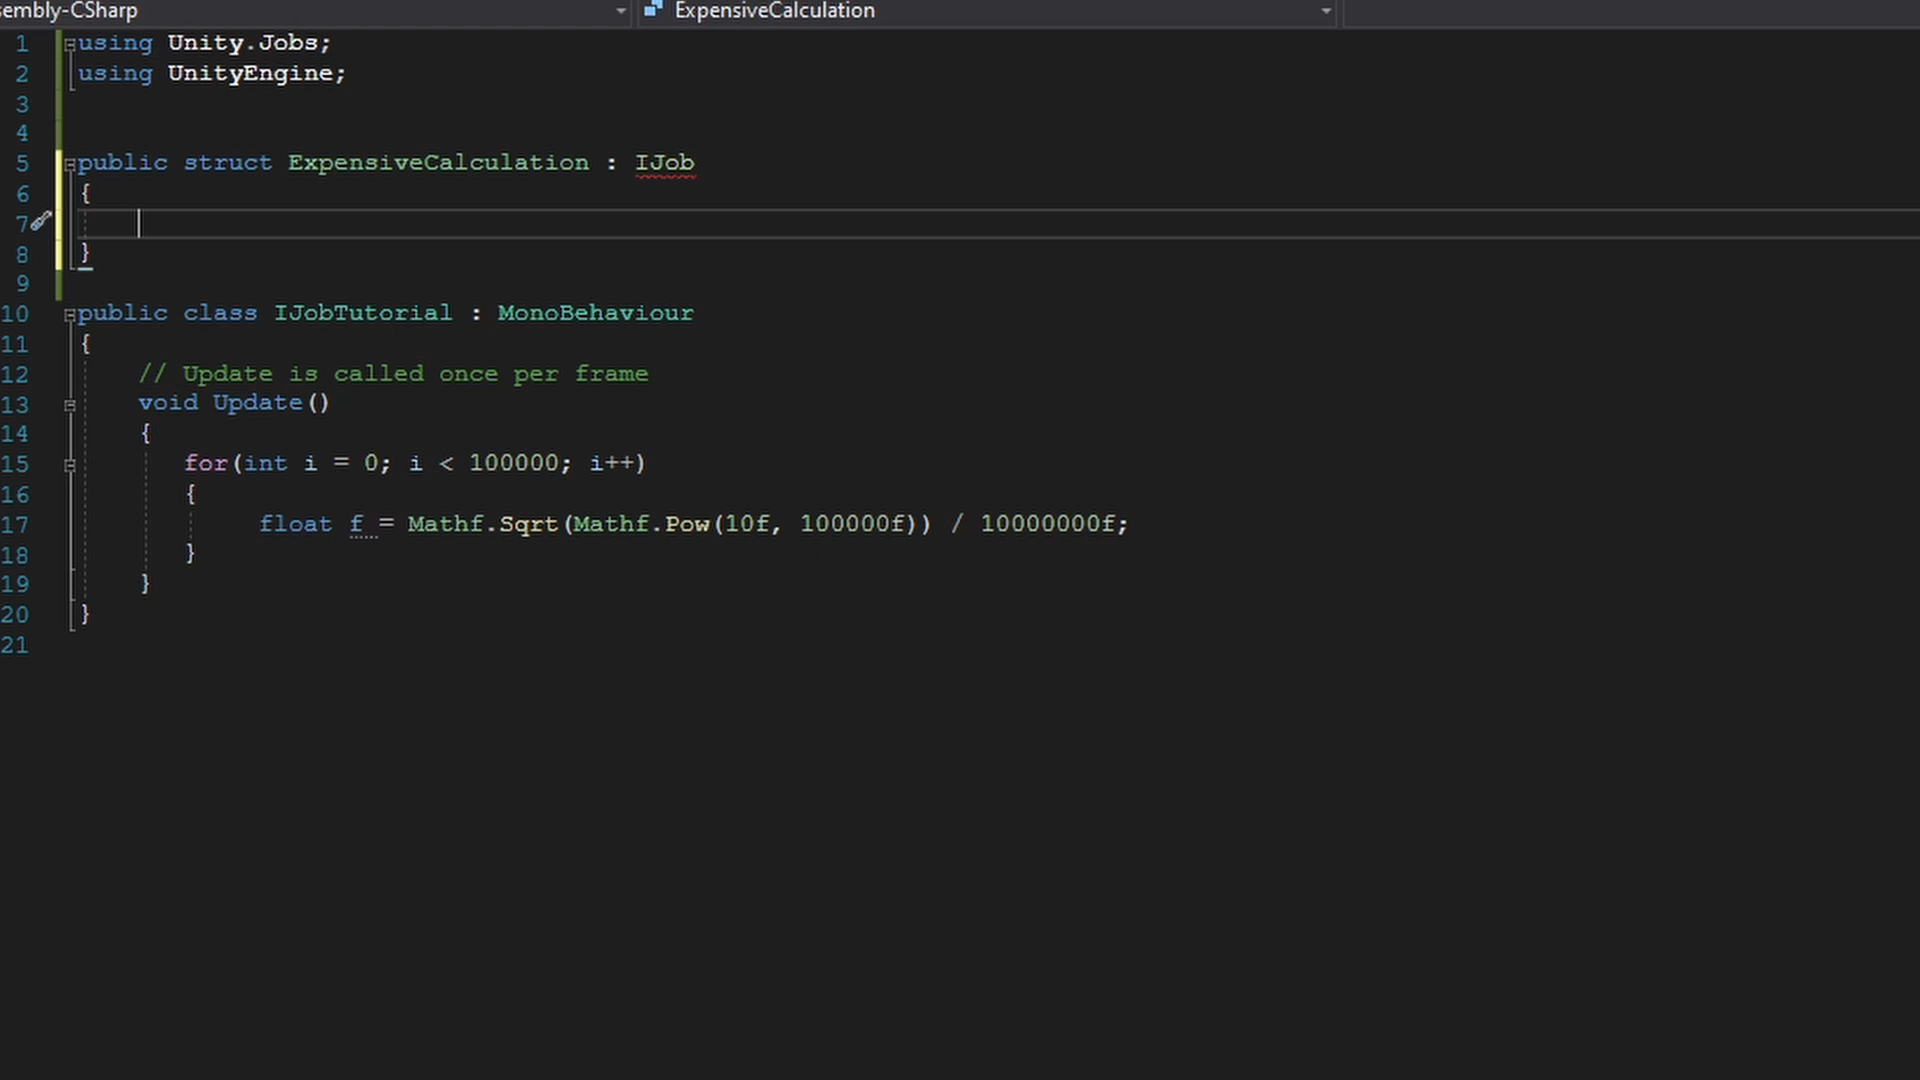 sembly-CSharp ExpensiveCalculation
1 using Unity.Jobs;
2 using UnityEngine;
3
4
5 public struct ExpensiveCalculation : IJob
6 {
7
8 }
9
10 public class IJobTutorial : MonoBehaviour
11 {
12 // Update is called once per frame
13 void Update()
14 {
15 for(int i = 0; i < 100000; i++)
16 {
17 float f = Mathf.Sqrt(Mathf.Pow(10f, 100000f)) / 10000000f;
18 }
19 }
20 }
21